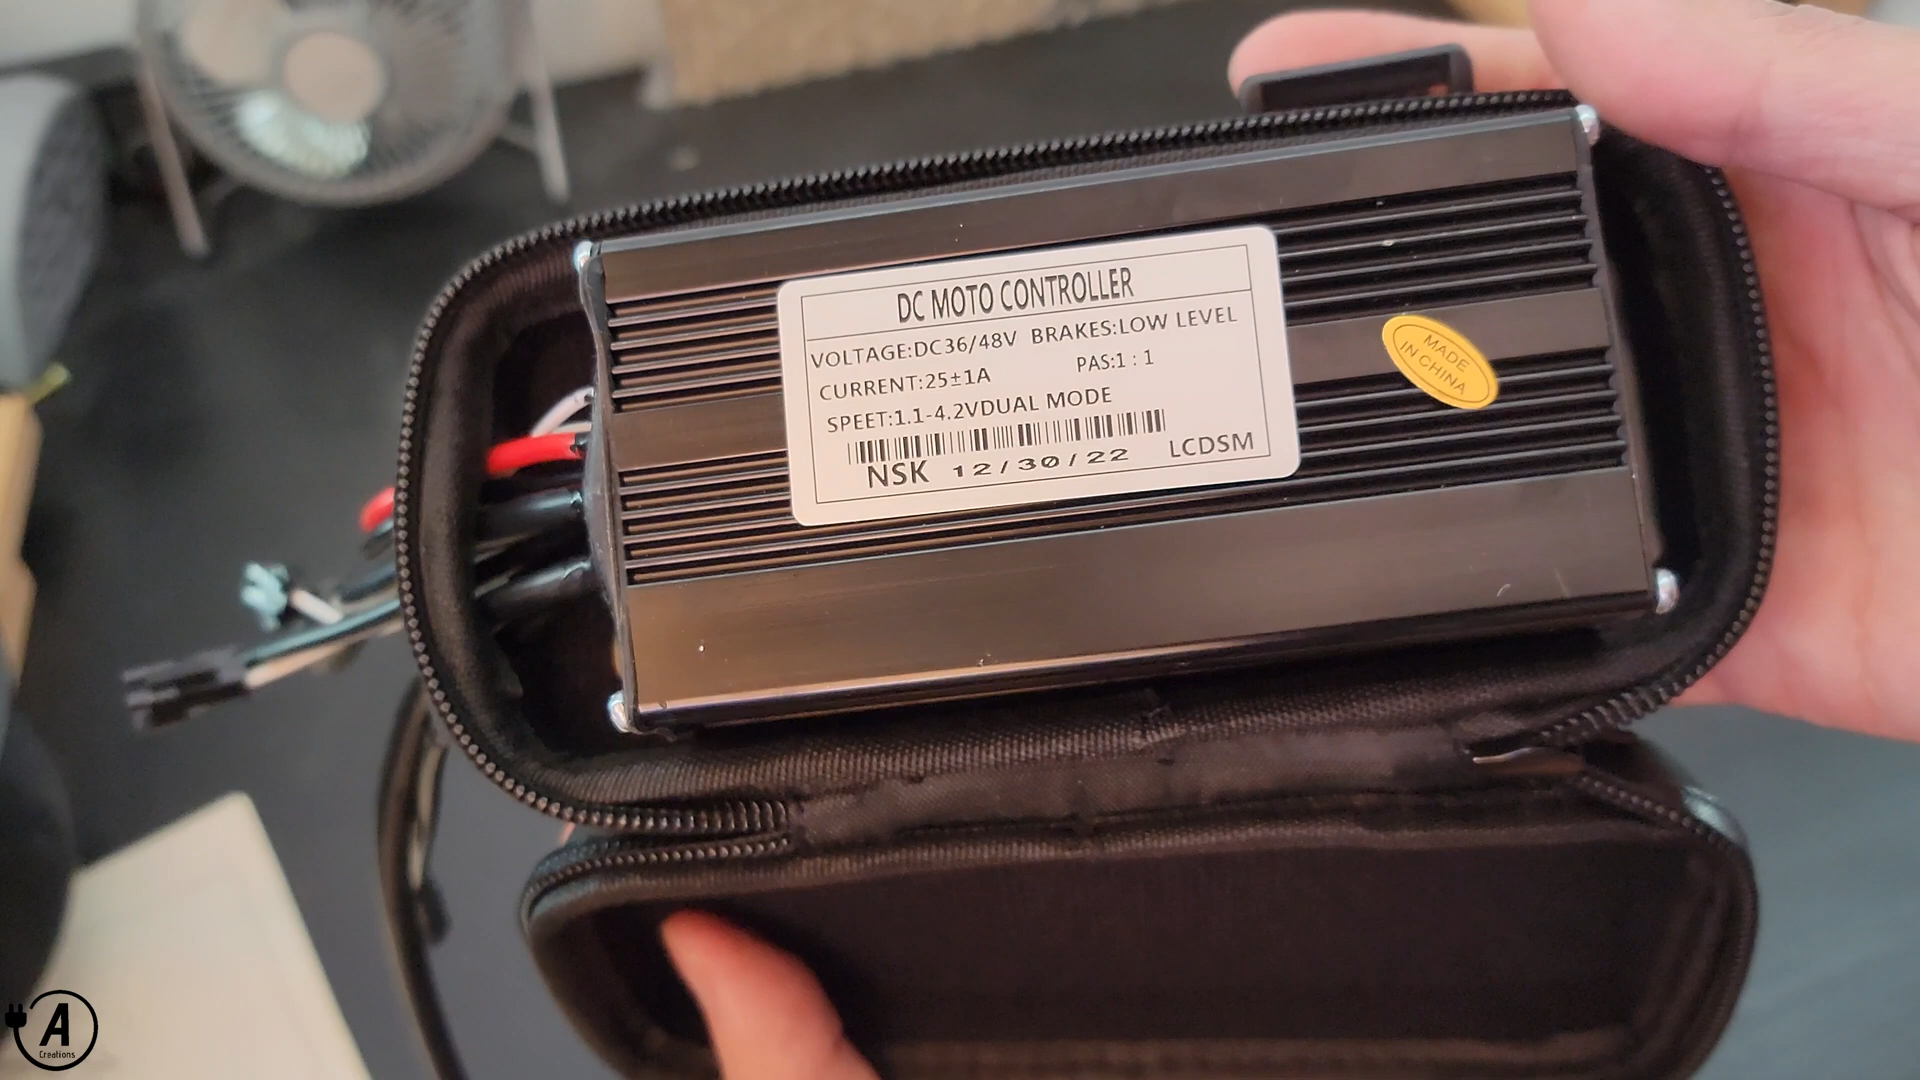 DC MOTO CONTROLLER
VOLTAGE:DC36/48V BRAKES:LOW LEVEL
CURRENT:25±1A PAS:1 : 1
SPEET:1.1-4.2VDUAL MODE
NSK 12/30/22 LCDSM
MADE
IN CHINA
A
Creations